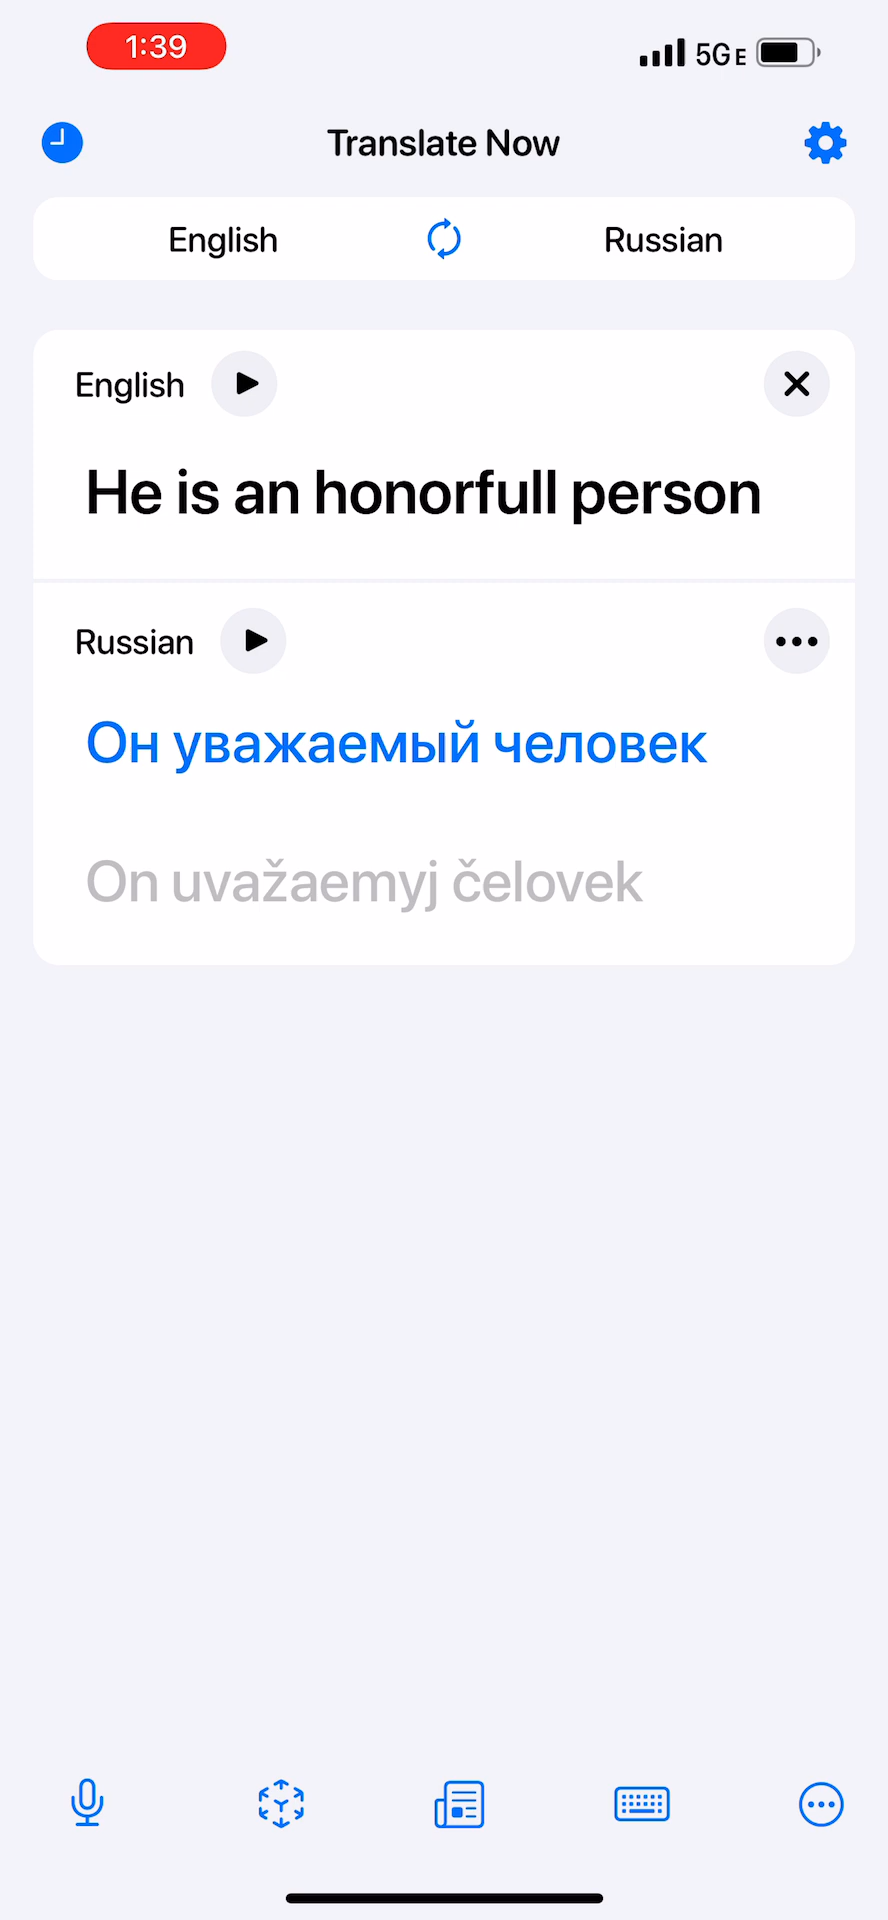 1:39
5GE
Translate Now
English
Russian
English
He is an honorfull person
Russian
Он уважаемый человек
On uvažaemyj čelovek